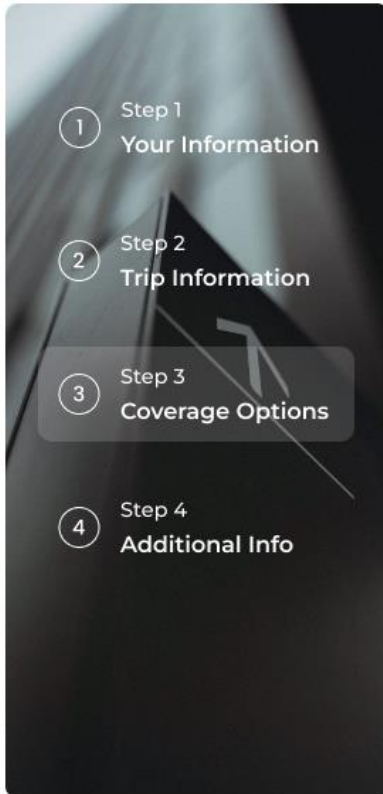 1
Step 1
Your Information
2
Step 2
Trip Information
3
Step 3
Coverage Options
4
Step 4
Additional Info